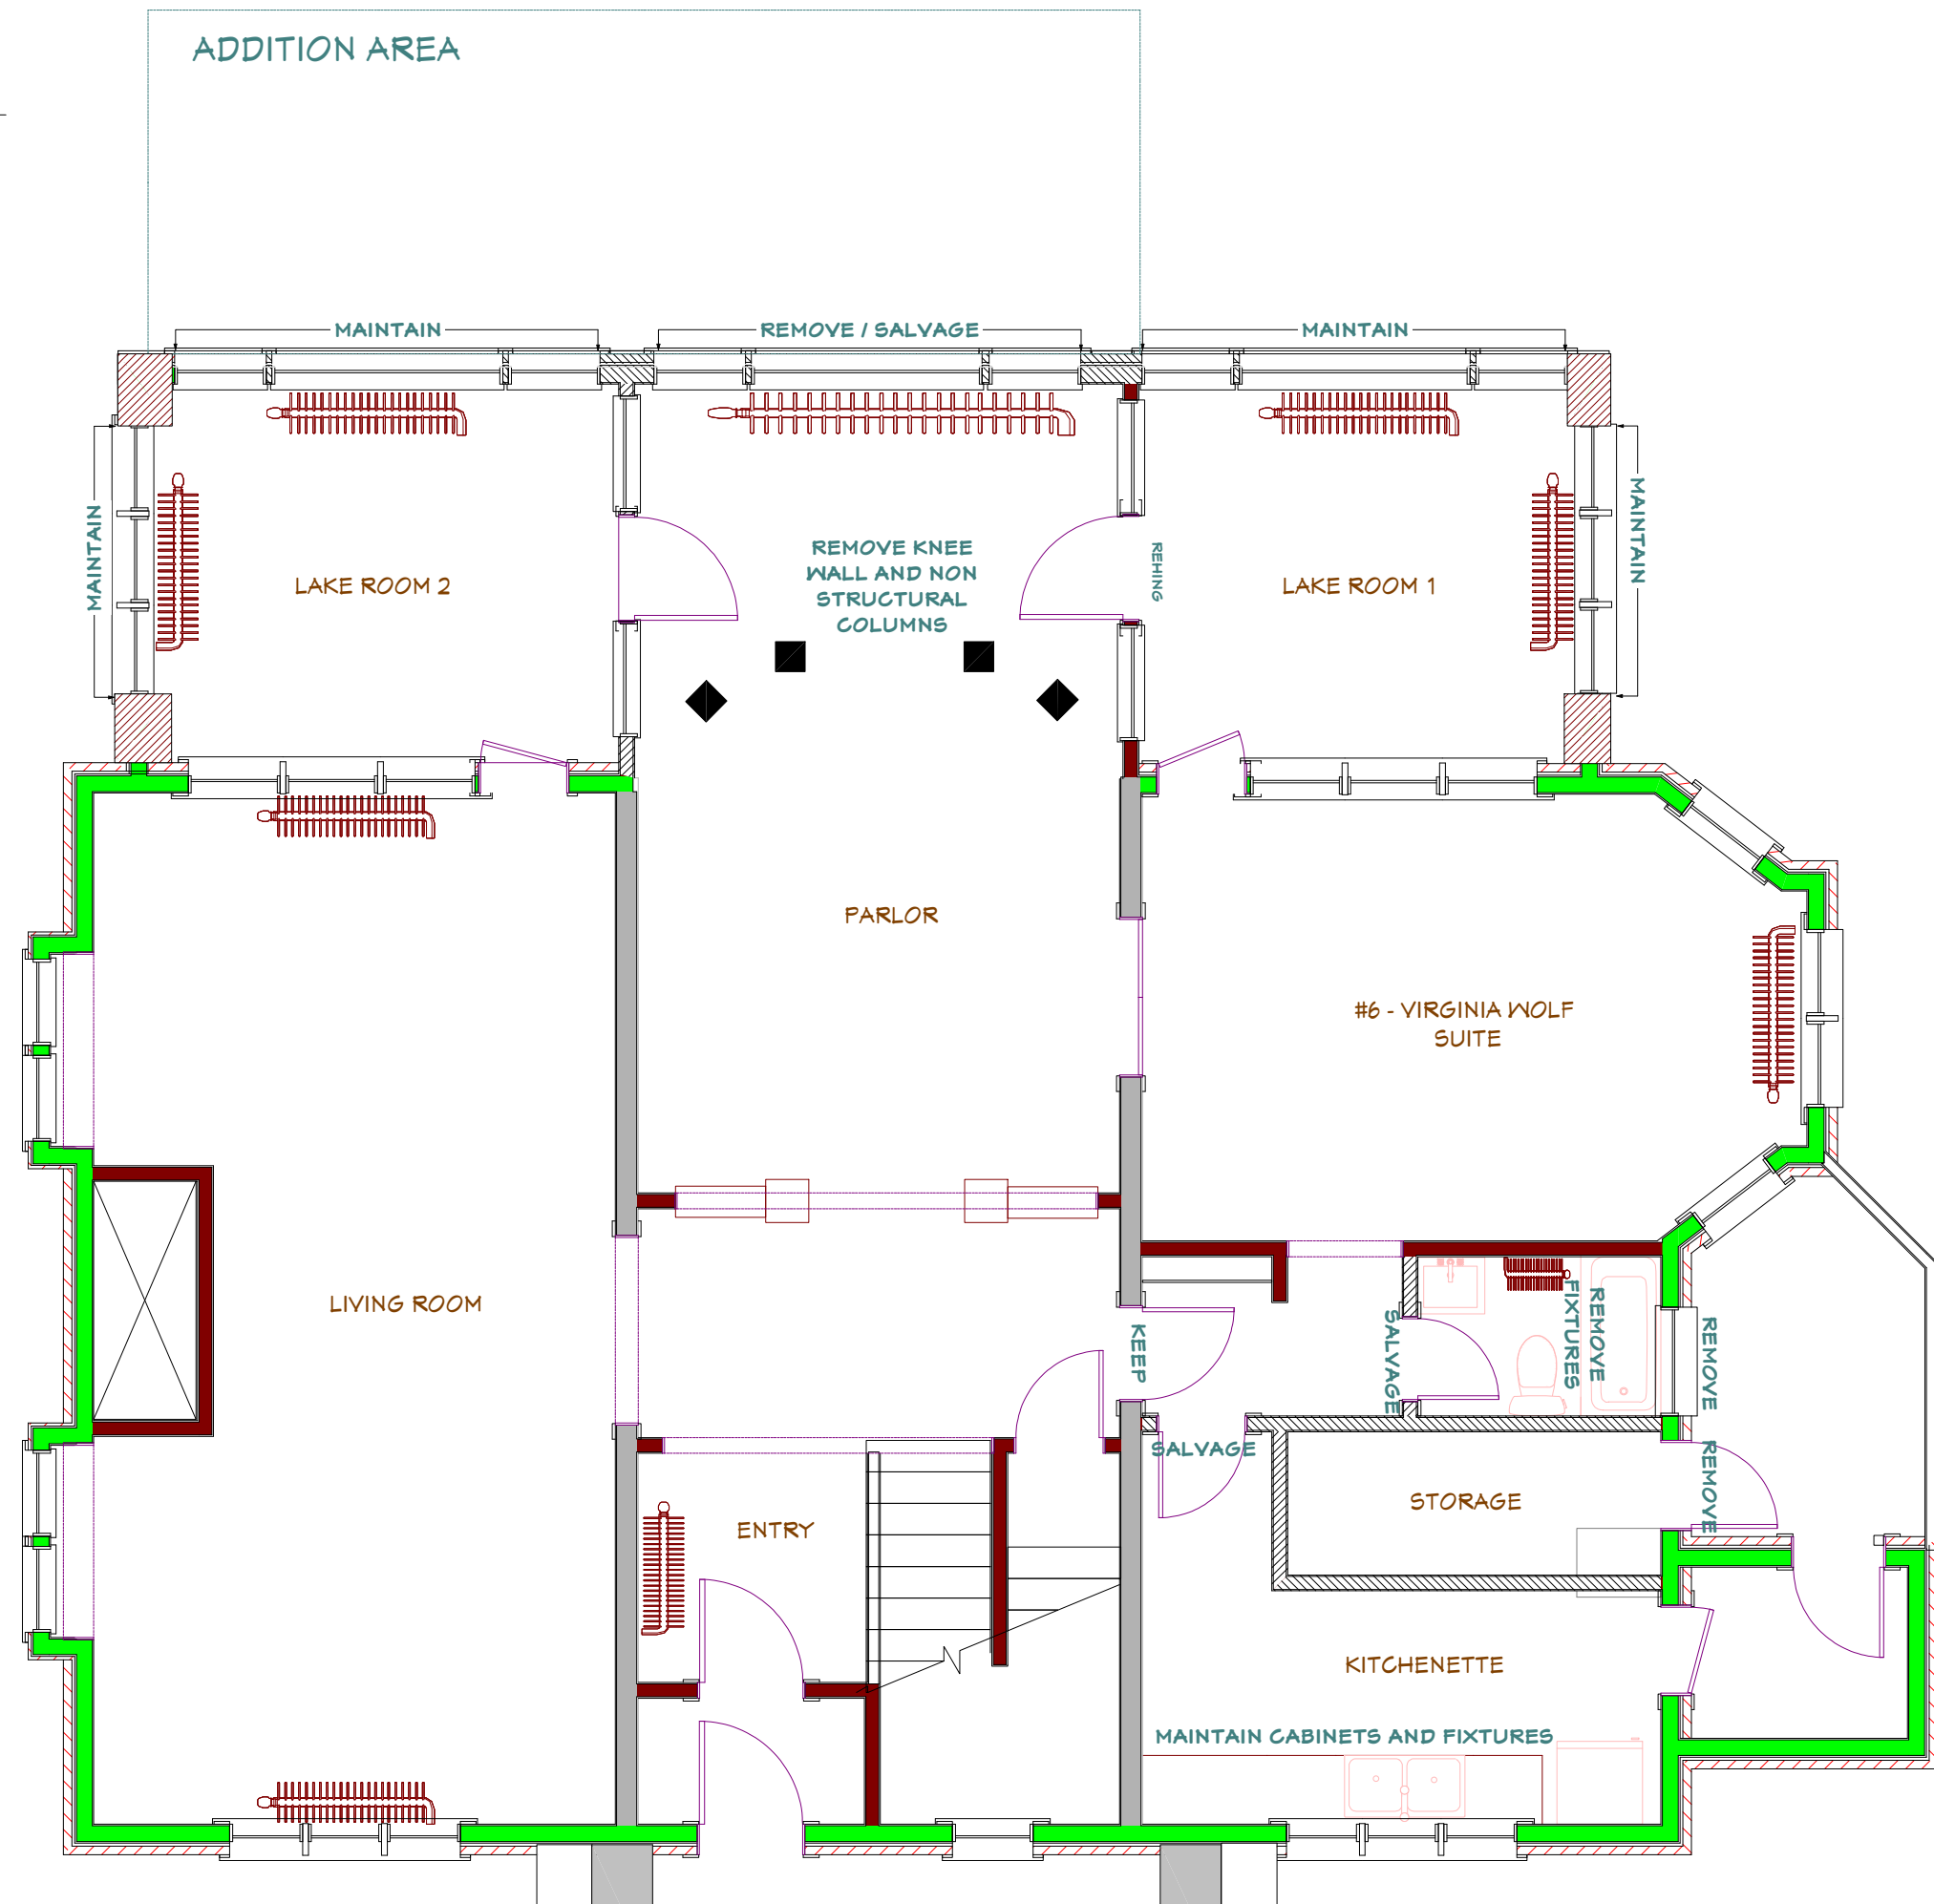 ADDITION AREA
MAINTAIN
REMOVE / SALVAGE
MAINTAIN
MAINTAIN
MAINTAIN
REMOVE KNEE
WALL AND NON
STRUCTURAL
COLUMNS
REHING
LAKE ROOM 2
LAKE ROOM 1
PARLOR
#6 - VIRGINIA WOLF
SUITE
LIVING ROOM
KEEP
SALVAGE
REMOVE
FIXTURES
REMOVE
SALVAGE
REMOVE
STORAGE
ENTRY
KITCHENETTE
MAINTAIN CABINETS AND FIXTURES